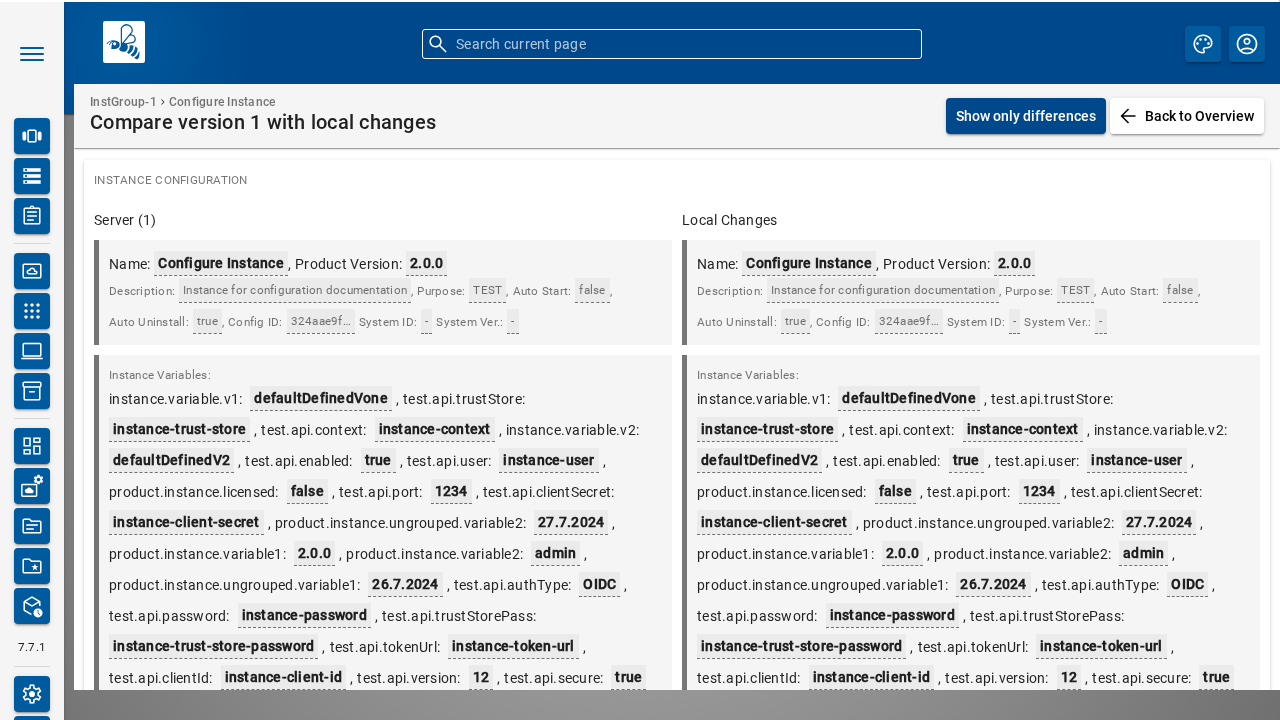 Search current page
InstGroup-1 › Configure Instance
Compare version 1 with local changes
Show only differences
Back to Overview
INSTANCE CONFIGURATION
Server (1)
Name: Configure Instance, Product Version: 2.0.0
Description: Instance for configuration documentation, Purpose: TEST, Auto Start: false,
Auto Uninstall: true, Config ID: 324aae9f... System ID: - System Ver.: -
Instance Variables:
instance.variable.v1: defaultDefinedVone , test.api.trustStore:
instance-trust-store , test.api.context: instance-context , instance.variable.v2:
defaultDefinedV2 , test.api.enabled: true , test.api.user: instance-user ,
product.instance.licensed: false , test.api.port: 1234 , test.api.clientSecret:
instance-client-secret , product.instance.ungrouped.variable2: 27.7.2024 ,
product.instance.variable1: 2.0.0 , product.instance.variable2: admin ,
product.instance.ungrouped.variable1: 26.7.2024 , test.api.authType: OIDC ,
test.api.password: instance-password , test.api.trustStorePass:
instance-trust-store-password , test.api.tokenUrl: instance-token-url ,
test.api.clientId: instance-client-id , test.api.version: 12 , test.api.secure: true
Local Changes
Name: Configure Instance, Product Version: 2.0.0
Description: Instance for configuration documentation, Purpose: TEST, Auto Start: false,
Auto Uninstall: true, Config ID: 324aae9f... System ID: - System Ver.: -
Instance Variables:
instance.variable.v1: defaultDefinedVone , test.api.trustStore:
instance-trust-store , test.api.context: instance-context , instance.variable.v2:
defaultDefinedV2 , test.api.enabled: true , test.api.user: instance-user ,
product.instance.licensed: false , test.api.port: 1234 , test.api.clientSecret:
instance-client-secret , product.instance.ungrouped.variable2: 27.7.2024 ,
product.instance.variable1: 2.0.0 , product.instance.variable2: admin ,
product.instance.ungrouped.variable1: 26.7.2024 , test.api.authType: OIDC ,
test.api.password: instance-password , test.api.trustStorePass:
instance-trust-store-password , test.api.tokenUrl: instance-token-url ,
test.api.clientId: instance-client-id , test.api.version: 12 , test.api.secure: true
7.7.1